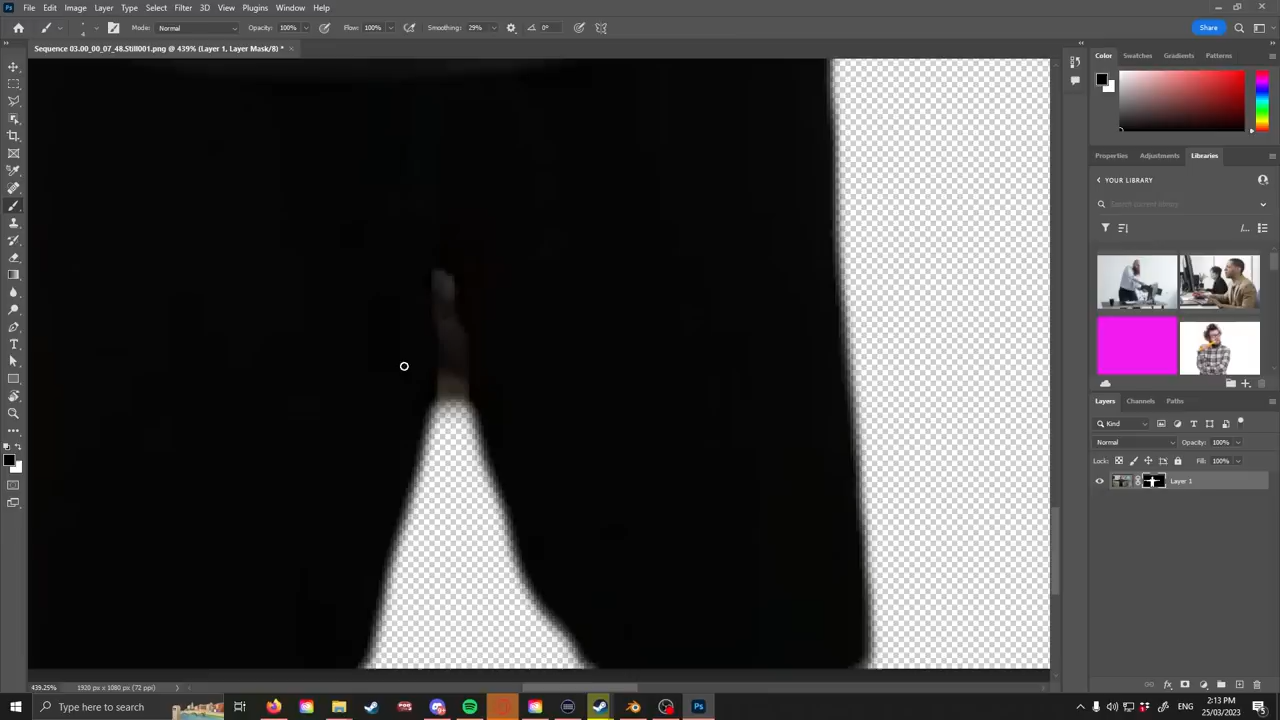 File Edit Image Layer Type Select Filter 3D View Plugins Window Help
Mode: Normal Opacity: 100% Flow: 100% Smoothing: 29% 0° Share
Sequence 03.00_00_07_48.Still001.png @ 439% (Layer 1, Layer Mask/8) * ×
Color Swatches Gradients Patterns
Properties Adjustments Libraries
YOUR LIBRARY
Search current library
Layers Channels Paths
Kind
Normal Opacity: 100%
Lock: Fill: 100%
Layer 1
439.25% 1920 px x 1080 px (72 ppi)
Type here to search
ENG 2:13 PM
25/03/2023